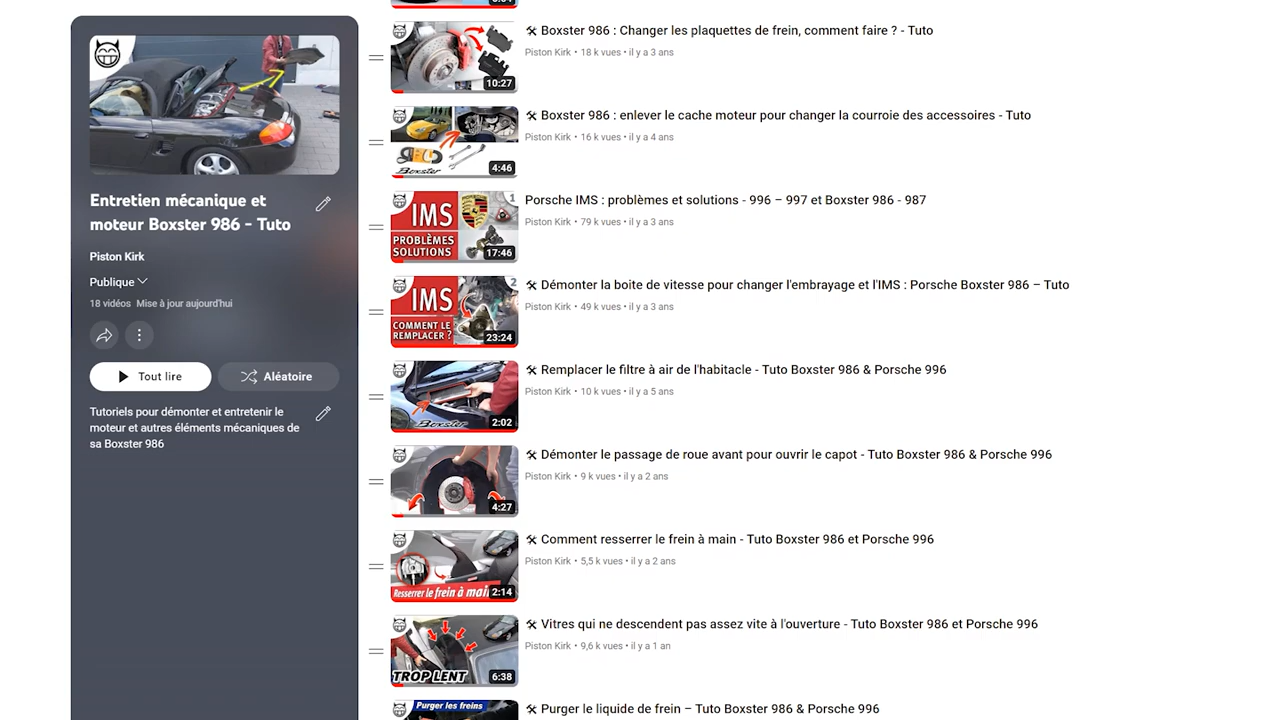 Entretien mécanique et
moteur Boxster 986 - Tuto
Piston Kirk
Publique
18 vidéos Mise à jour aujourd'hui
Tout lire
Aléatoire
Tutoriels pour démonter et entretenir le
moteur et autres éléments mécaniques de
sa Boxster 986
10:27
🛠 Boxster 986 : Changer les plaquettes de frein, comment faire ? - Tuto
Piston Kirk • 18 k vues • il y a 3 ans
Boxster
4:46
🛠 Boxster 986 : enlever le cache moteur pour changer la courroie des accessoires - Tuto
Piston Kirk • 16 k vues • il y a 4 ans
1
IMS
PROBLÈMES
SOLUTIONS
17:46
Porsche IMS : problèmes et solutions - 996 – 997 et Boxster 986 - 987
Piston Kirk • 79 k vues • il y a 3 ans
2
IMS
COMMENT LE
REMPLACER ?
23:24
🛠 Démonter la boite de vitesse pour changer l'embrayage et l'IMS : Porsche Boxster 986 – Tuto
Piston Kirk • 49 k vues • il y a 3 ans
Boxster
2:02
🛠 Remplacer le filtre à air de l'habitacle - Tuto Boxster 986 & Porsche 996
Piston Kirk • 10 k vues • il y a 5 ans
4:27
🛠 Démonter le passage de roue avant pour ouvrir le capot - Tuto Boxster 986 & Porsche 996
Piston Kirk • 9 k vues • il y a 2 ans
Resserrer le frein à main
2:14
🛠 Comment resserrer le frein à main - Tuto Boxster 986 et Porsche 996
Piston Kirk • 5,5 k vues • il y a 2 ans
TROP LENT
6:38
🛠 Vitres qui ne descendent pas assez vite à l'ouverture - Tuto Boxster 986 et Porsche 996
Piston Kirk • 9,6 k vues • il y a 1 an
Purger les freins
🛠 Purger le liquide de frein – Tuto Boxster 986 & Porsche 996